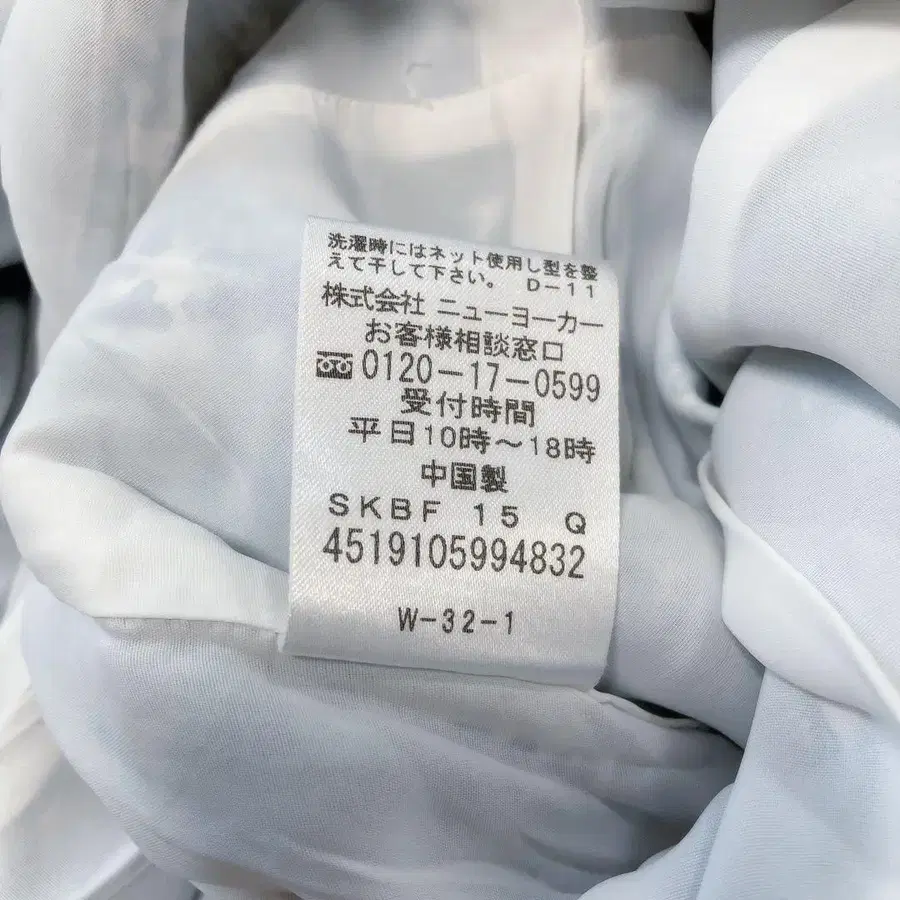 洗濯時にはネット使用し型を整
えて干して下さい。 D-11
株式会社 ニューヨーカー
お客様相談窓口
0120-17-0599
受付時間
平日10時～18時
中国製
SKBF 15 Q
4519105994832
W-32-1